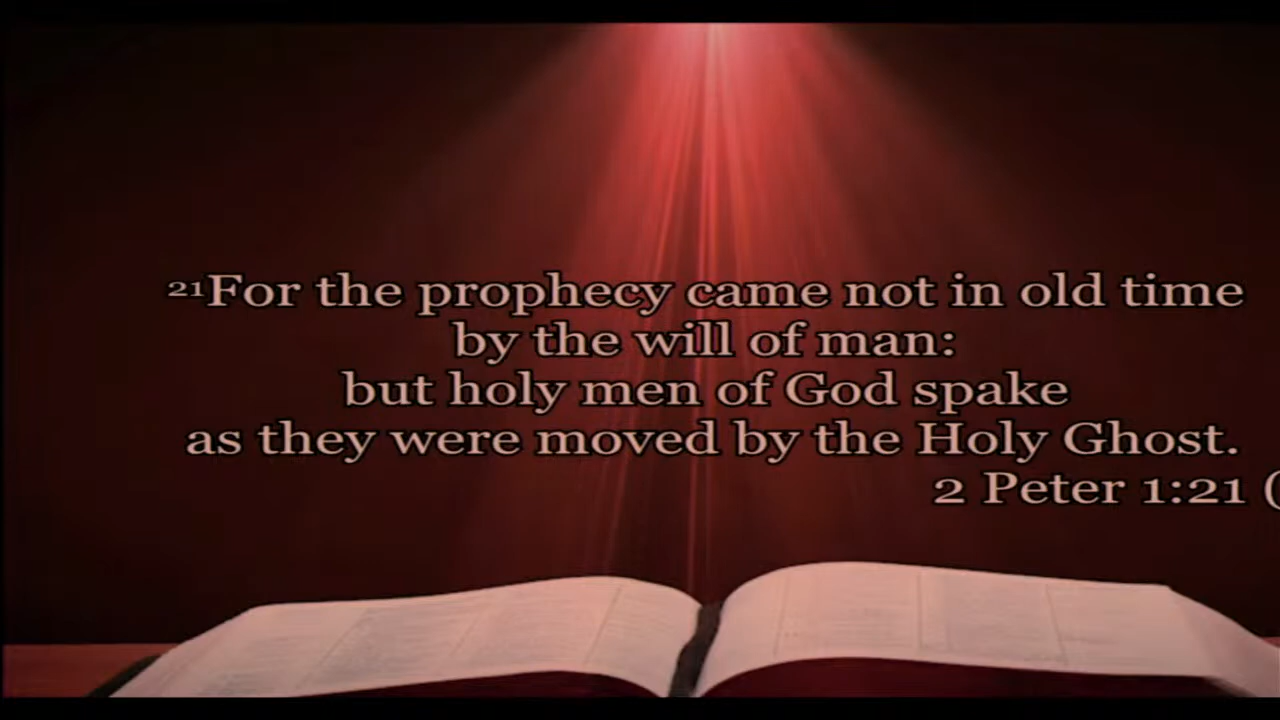 ²¹For the prophecy came not in old time
by the will of man:
but holy men of God spake
as they were moved by the Holy Ghost.
2 Peter 1:21 (